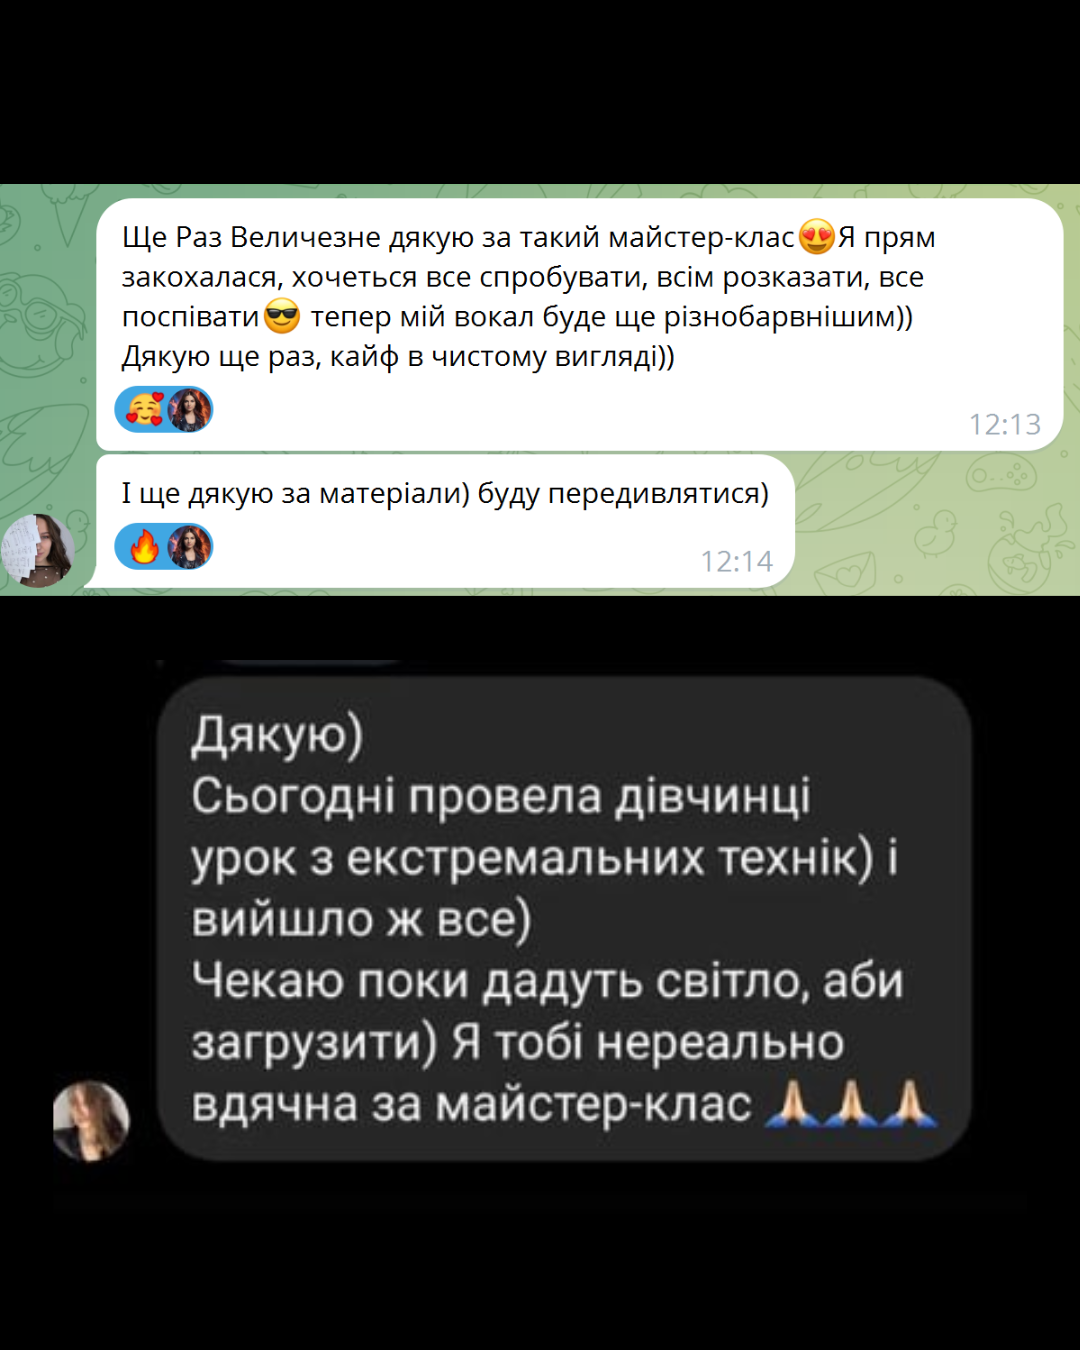 Ще Раз Величезне дякую за такий майстер-клас😍Я прям
закохалася, хочеться все спробувати, всім розказати, все
поспівати😎 тепер мій вокал буде ще різнобарвнішим))
Дякую ще раз, кайф в чистому вигляді))
12:13
І ще дякую за матеріали) буду передивлятися)
12:14
Дякую)
Сьогодні провела дівчинці
урок з екстремальних технік) і
вийшло ж все)
Чекаю поки дадуть світло, аби
загрузити) Я тобі нереально
вдячна за майстер-клас 🙏🏻🙏🏻🙏🏻